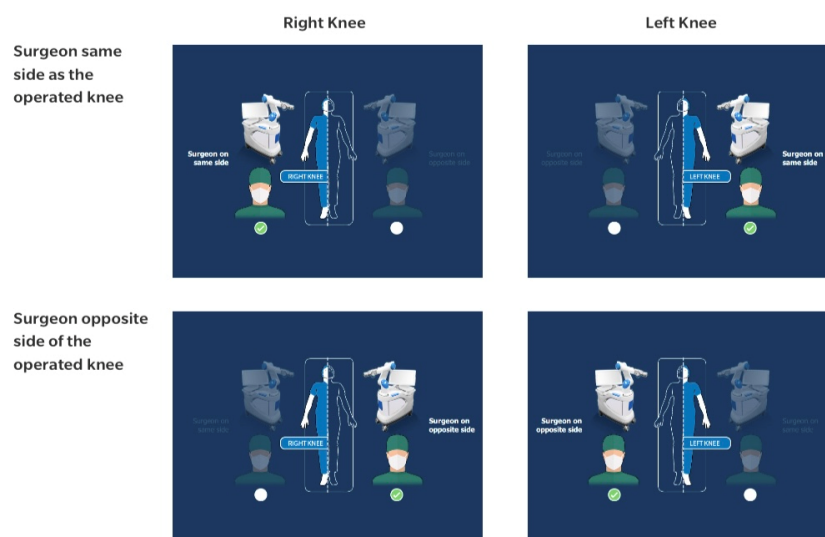 Right Knee
Left Knee
Surgeon same
side as the
operated knee
Surgeon on
same side
RIGHT KNEE
Surgeon on
opposite side
Surgeon on
opposite side
LEFT KNEE
Surgeon on
same side
Surgeon opposite
side of the
operated knee
Surgeon on
same side
RIGHT KNEE
Surgeon on
opposite side
Surgeon on
opposite side
LEFT KNEE
Surgeon on
same side